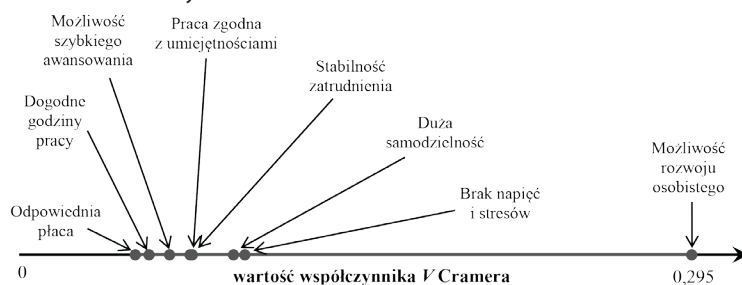 Możliwość
szybkiego
awansowania
Praca zgodna
z umiejętnościami
Stabilność
zatrudnienia
Dogodne
godziny
pracy
Duża
samodzielność
Możliwość
rozwoju
osobistego
Brak napięć
i stresów
Odpowiednia
płaca
0
wartość współczynnika V Cramera
0,295